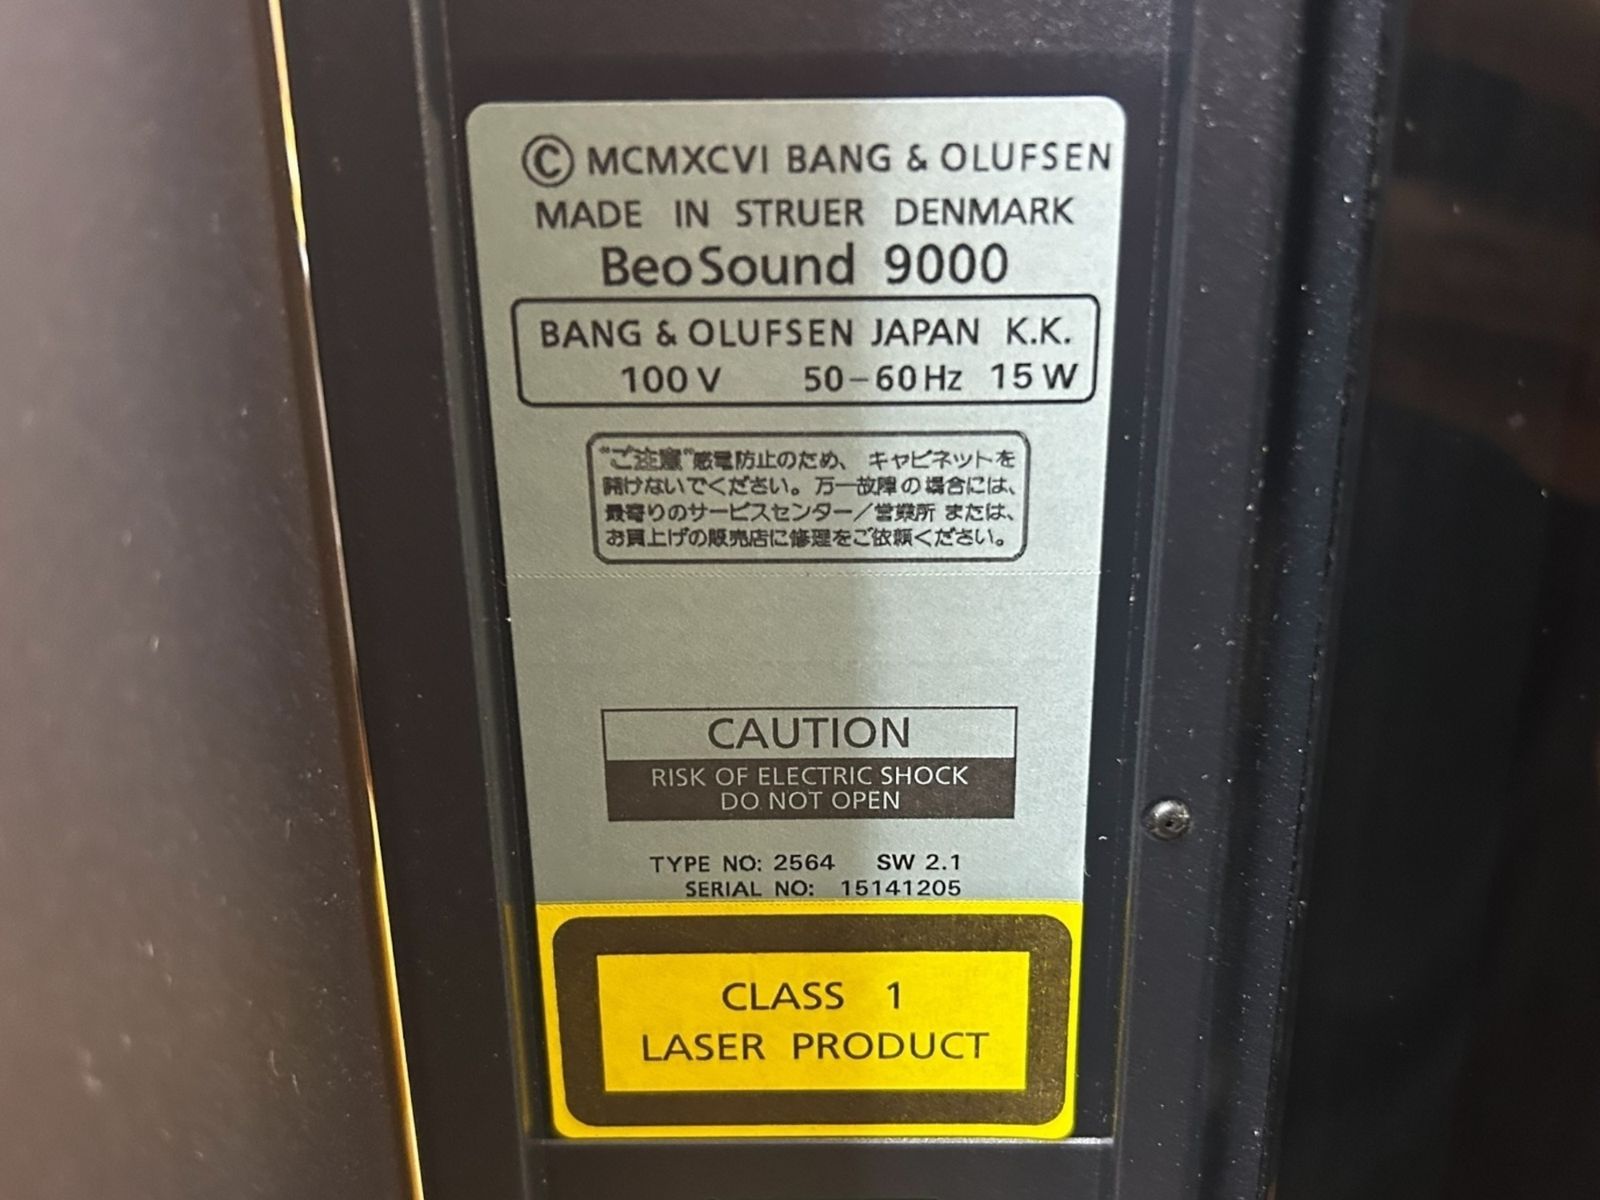 © MCMXCVI BANG & OLUFSEN
MADE IN STRUER DENMARK
BeoSound 9000
BANG & OLUFSEN JAPAN K.K.
100 V 50-60 Hz 15 W
"ご注意"感電防止のため、キャビネットを
開けないでください。万一故障の場合には、
最寄りのサービスセンター/営業所 または、
お買上げの販売店に修理をご依頼ください。
CAUTION
RISK OF ELECTRIC SHOCK
DO NOT OPEN
TYPE NO: 2564 SW 2.1
SERIAL NO: 15141205
CLASS 1
LASER PRODUCT